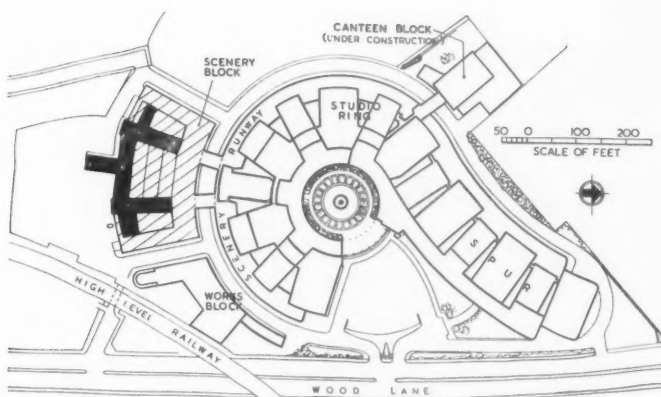 CANTEEN BLOCK
(UNDER CONSTRUCTION)
SCENERY
BLOCK
STUDIO
RING
RUNWAY
SCENERY
50 0 100 200
SCALE OF FEET
SPUR
WORKS
BLOCK
HIGH LEVEL RAILWAY
WOOD LANE